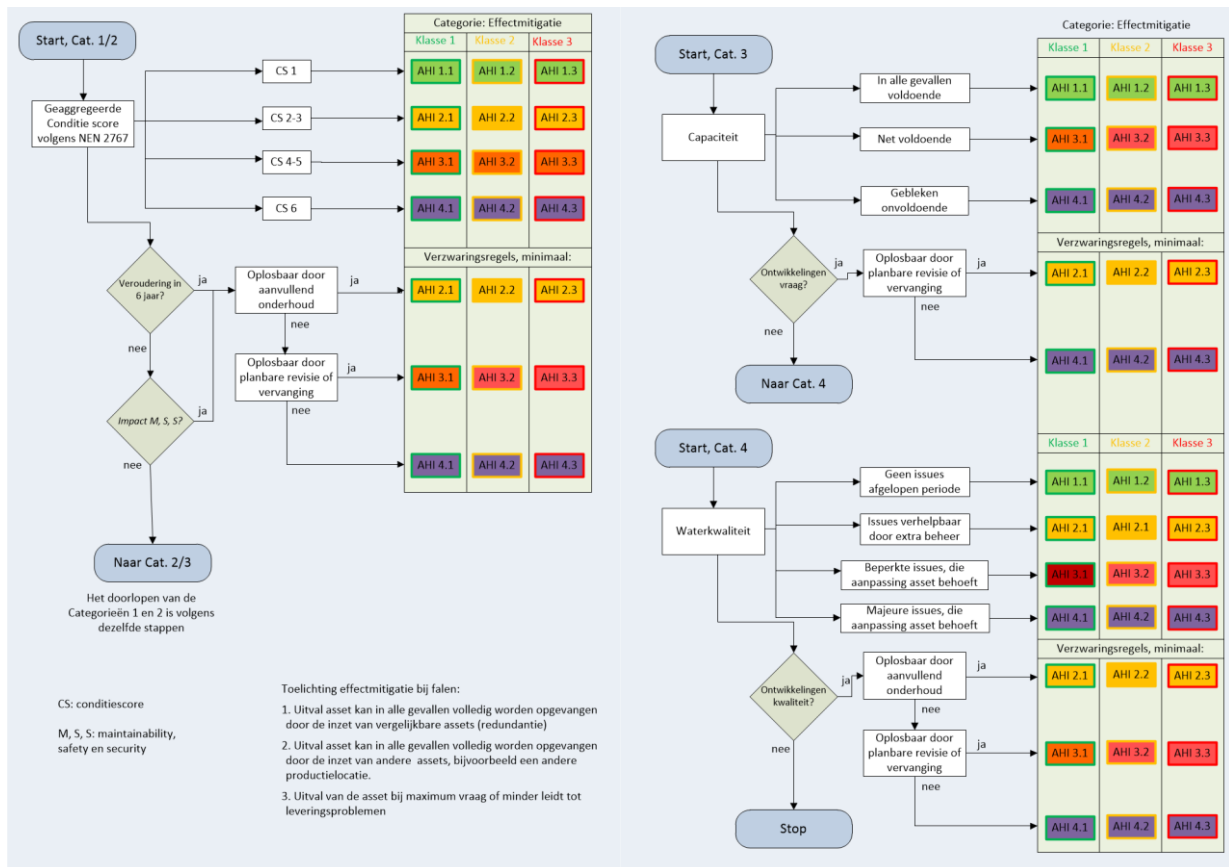 Categorie: Effectmitigatie
Klasse 1 Klasse 2 Klasse 3
Start, Cat. 1/2
CS 1
AHI 1.1 AHI 1.2 AHI 1.3
Geaggregeerde
Conditie score
volgens NEN 2767
CS 2-3
AHI 2.1 AHI 2.2 AHI 2.3
CS 4-5
AHI 3.1 AHI 3.2 AHI 3.3
CS 6
AHI 4.1 AHI 4.2 AHI 4.3
Verzwaringsregels, minimaal:
Veroudering in
6 jaar?
ja
Oplosbaar door
aanvullend
onderhoud
ja
AHI 2.1 AHI 2.2 AHI 2.3
nee
nee
Oplosbaar door
planbare revisie of
vervanging
ja
AHI 3.1 AHI 3.2 AHI 3.3
Impact M, S, S?
ja
nee
nee
AHI 4.1 AHI 4.2 AHI 4.3
Naar Cat. 2/3
Het doorlopen van de
Categorieën 1 en 2 is volgens
dezelfde stappen
CS: conditiescore
M, S, S: maintainability,
safety en security
Toelichting effectmitigatie bij falen:
1. Uitval asset kan in alle gevallen volledig worden opgevangen
door de inzet van vergelijkbare assets (redundantie)
2. Uitval asset kan in alle gevallen volledig worden opgevangen
door de inzet van andere assets, bijvoorbeeld een andere
productielocatie.
3. Uitval van de asset bij maximum vraag of minder leidt tot
leveringsproblemen
Categorie: Effectmitigatie
Klasse 1 Klasse 2 Klasse 3
Start, Cat. 3
In alle gevallen
voldoende
AHI 1.1 AHI 1.2 AHI 1.3
Capaciteit
Net voldoende
AHI 3.1 AHI 3.2 AHI 3.3
Gebleken
onvoldoende
AHI 4.1 AHI 4.2 AHI 4.3
Verzwaringsregels, minimaal:
Ontwikkelingen
vraag?
ja
Oplosbaar door
planbare revisie of
vervanging
ja
AHI 2.1 AHI 2.2 AHI 2.3
nee
nee
AHI 4.1 AHI 4.2 AHI 4.3
Naar Cat. 4
Start, Cat. 4
Klasse 1 Klasse 2 Klasse 3
Geen issues
afgelopen periode
AHI 1.1 AHI 1.2 AHI 1.3
Waterkwaliteit
Issues verhelpbaar
door extra beheer
AHI 2.1 AHI 2.1 AHI 2.3
Beperkte issues, die
aanpassing asset behoeft
AHI 3.1 AHI 3.2 AHI 3.3
Majeure issues, die
aanpassing asset behoeft
AHI 4.1 AHI 4.2 AHI 4.3
Verzwaringsregels, minimaal:
Ontwikkelingen
kwaliteit?
ja
Oplosbaar door
aanvullend
onderhoud
ja
AHI 2.1 AHI 2.2 AHI 2.3
nee
nee
Oplosbaar door
planbare revisie of
vervanging
ja
AHI 3.1 AHI 3.2 AHI 3.3
nee
AHI 4.1 AHI 4.2 AHI 4.3
Stop